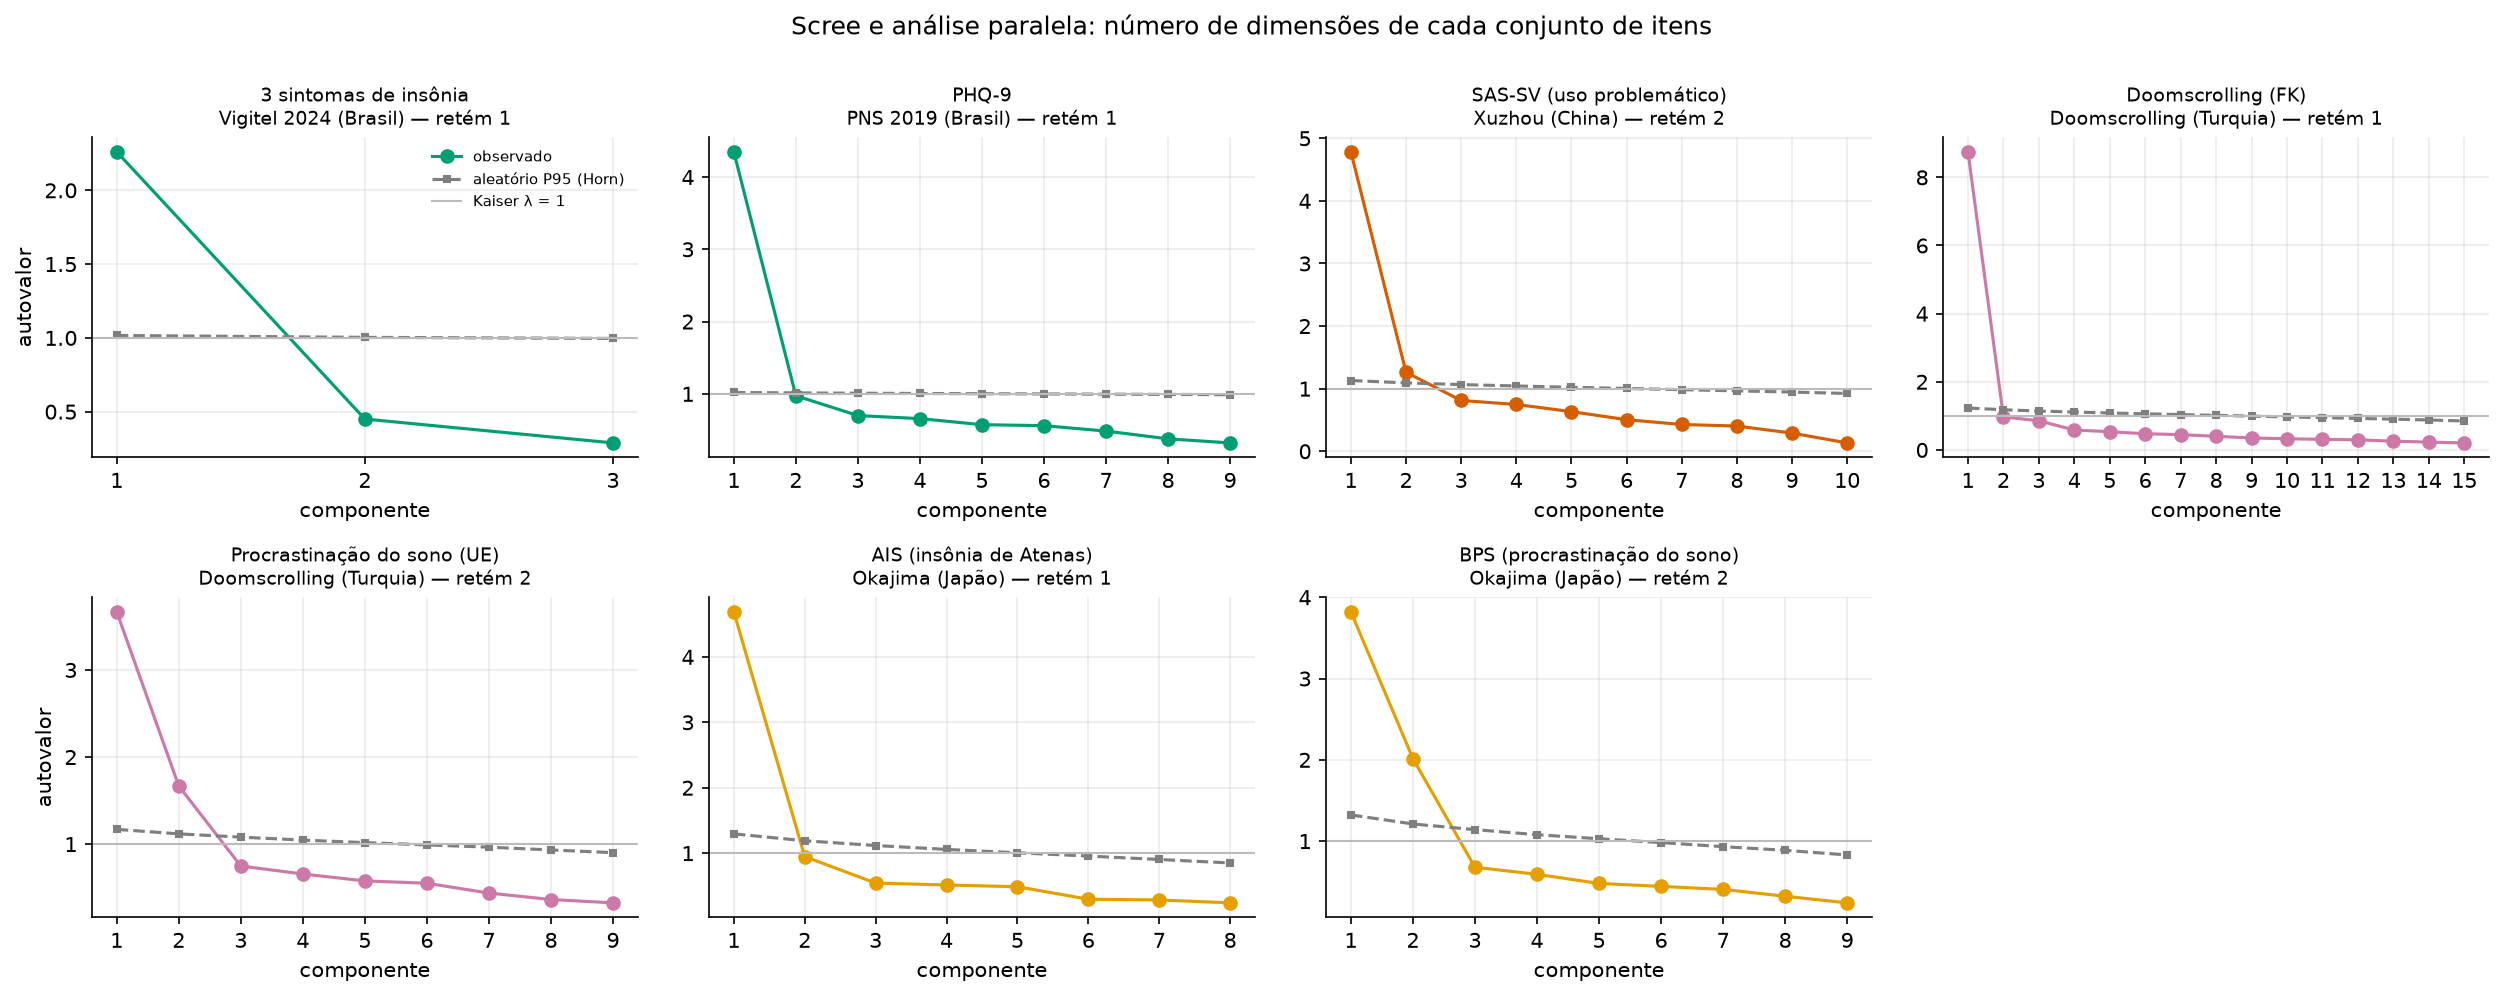 Scree e análise paralela: número de dimensões de cada conjunto de itens
3 sintomas de insônia
Vigitel 2024 (Brasil) — retém 1
observado
aleatório P95 (Horn)
Kaiser λ = 1
autovalor
2.0
1.5
1.0
0.5
1 2 3
componente
PHQ-9
PNS 2019 (Brasil) — retém 1
4
3
2
1
1 2 3 4 5 6 7 8 9
componente
SAS-SV (uso problemático)
Xuzhou (China) — retém 2
5
4
3
2
1
0
1 2 3 4 5 6 7 8 9 10
componente
Doomscrolling (FK)
Doomscrolling (Turquia) — retém 1
8
6
4
2
0
1 2 3 4 5 6 7 8 9 10 11 12 13 14 15
componente
Procrastinação do sono (UE)
Doomscrolling (Turquia) — retém 2
autovalor
3
2
1
1 2 3 4 5 6 7 8 9
componente
AIS (insônia de Atenas)
Okajima (Japão) — retém 1
4
3
2
1
1 2 3 4 5 6 7 8
componente
BPS (procrastinação do sono)
Okajima (Japão) — retém 2
4
3
2
1
1 2 3 4 5 6 7 8 9
componente